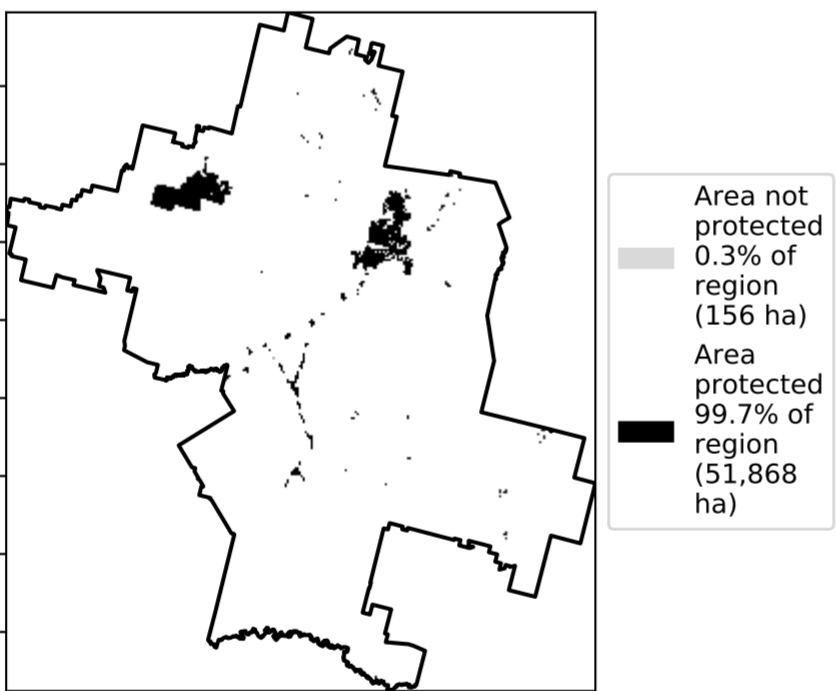 Area not
protected
0.3% of
region
(156 ha)
Area
protected
99.7% of
region
(51,868
ha)